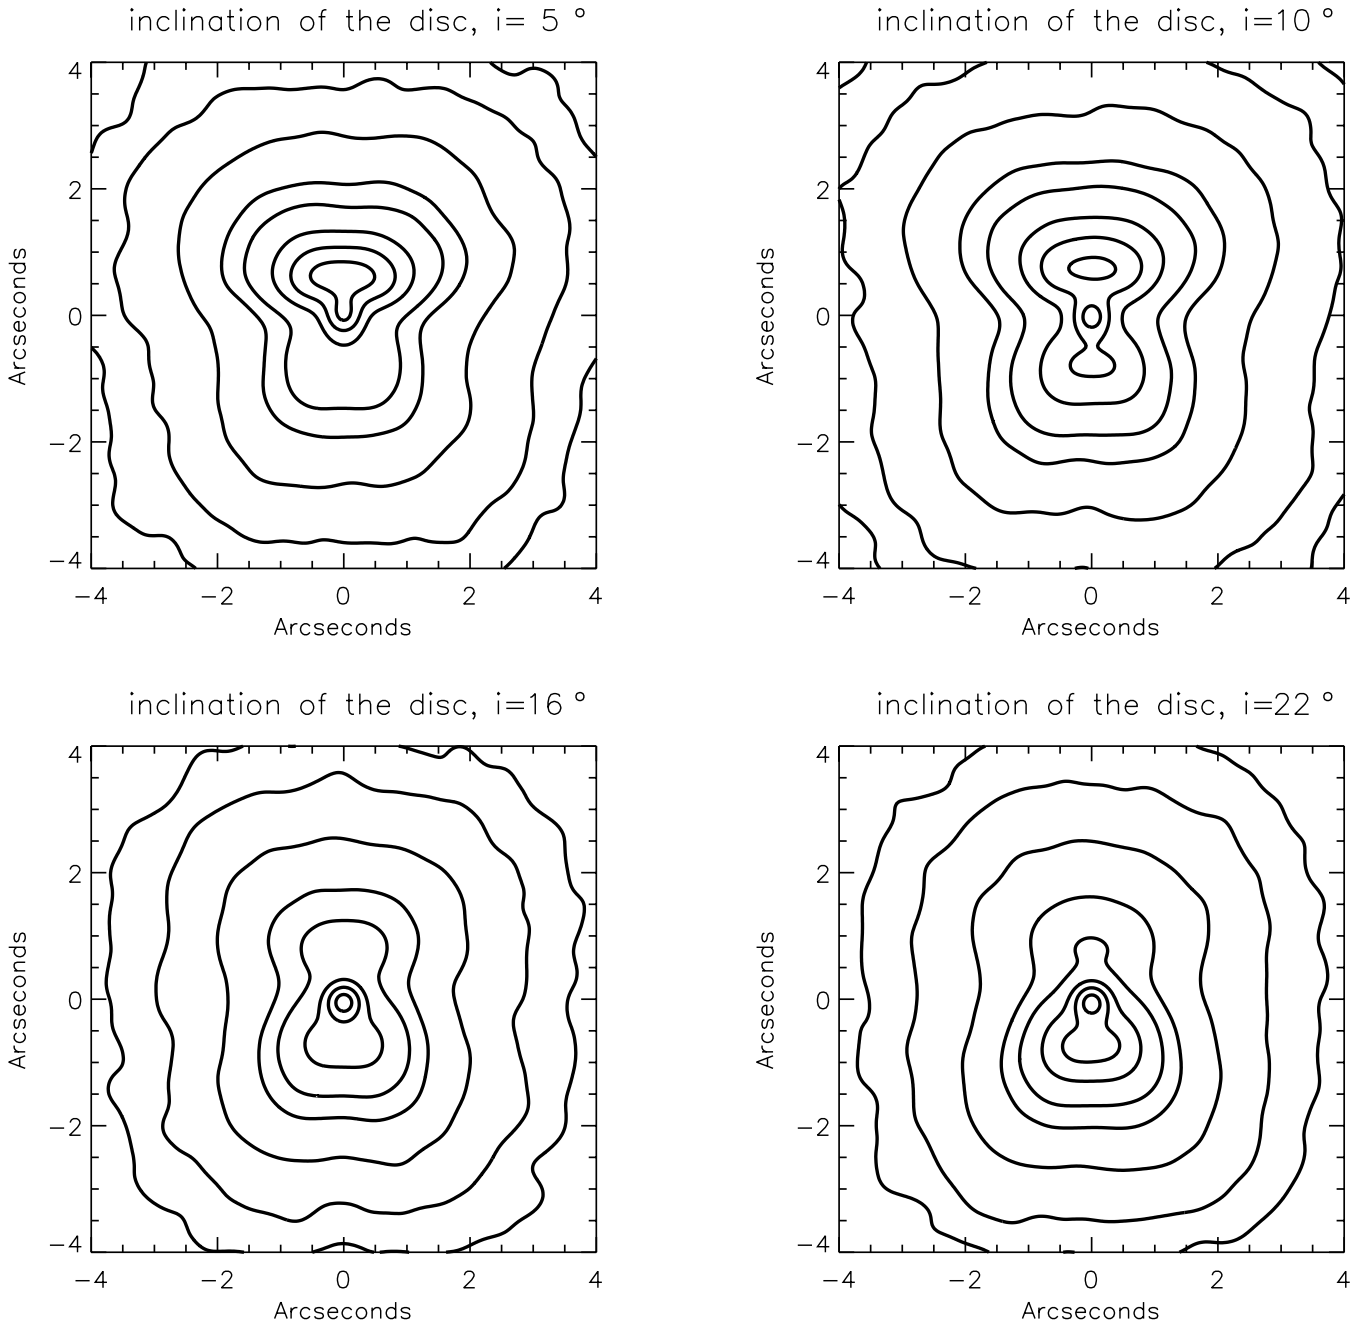 inclination of the disc, i= 5 °
inclination of the disc, i=10 °
4
2
0
−2
−4
Arcseconds
−4 −2 0 2 4
Arcseconds
4
2
0
−2
−4
Arcseconds
−4 −2 0 2 4
Arcseconds
inclination of the disc, i=16 °
inclination of the disc, i=22 °
4
2
0
−2
−4
Arcseconds
−4 −2 0 2 4
Arcseconds
4
2
0
−2
−4
Arcseconds
−4 −2 0 2 4
Arcseconds